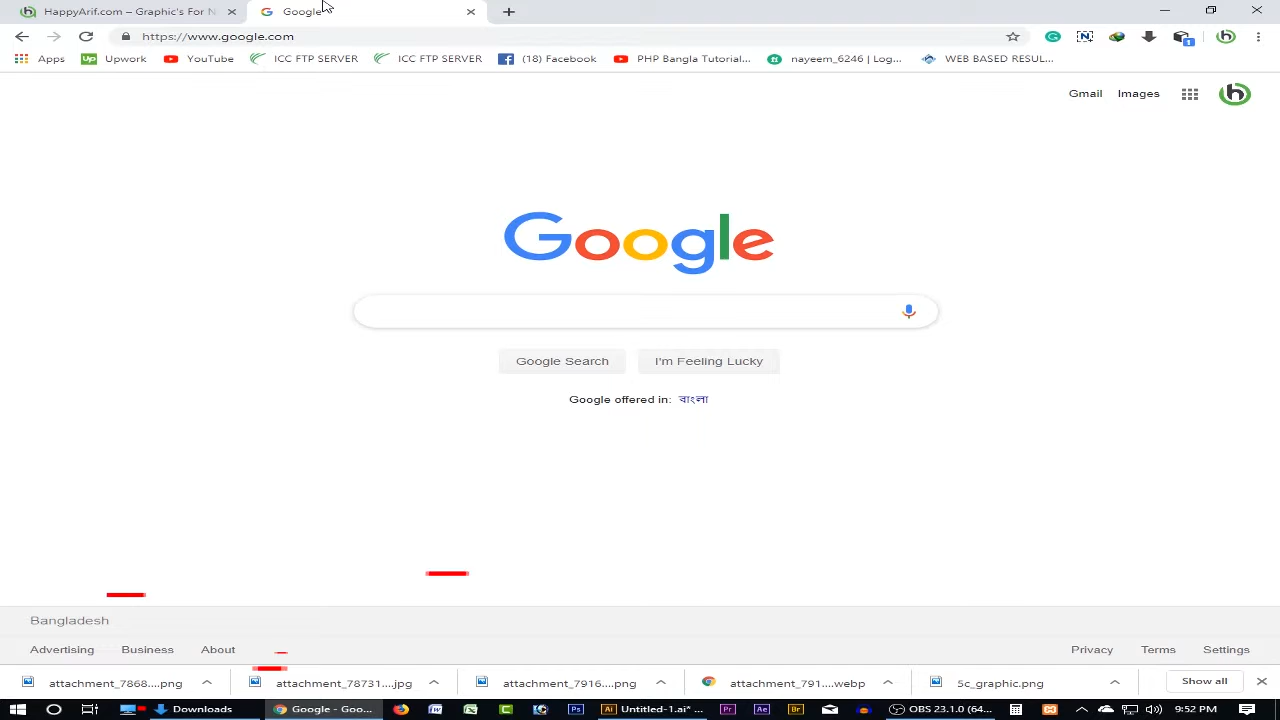 HappyArif.com – Graphic's For N
Google
https://www.google.com
Apps Upwork YouTube ICC FTP SERVER ICC FTP SERVER (18) Facebook PHP Bangla Tutorial... nayeem_6246 | Log... WEB BASED RESUL...
Gmail Images
Google
Google Search I'm Feeling Lucky
Google offered in: বাংলা
Bangladesh
Advertising Business About Privacy Terms Settings
attachment_7868....png attachment_78731....jpg attachment_7916....png attachment_791....webp 5c_graphic.png Show all
Downloads Google - Goo... Untitled-1.ai* ... OBS 23.1.0 (64... 9:52 PM